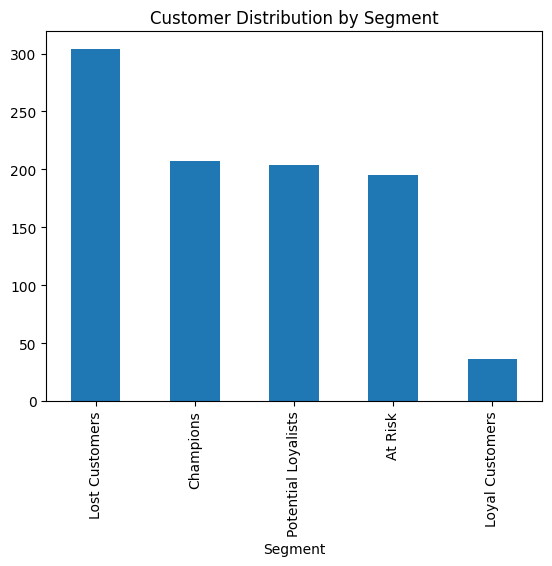 Customer Distribution by Segment
300
250
200
150
100
50
0
Lost Customers
Champions
Potential Loyalists
At Risk
Loyal Customers
Segment